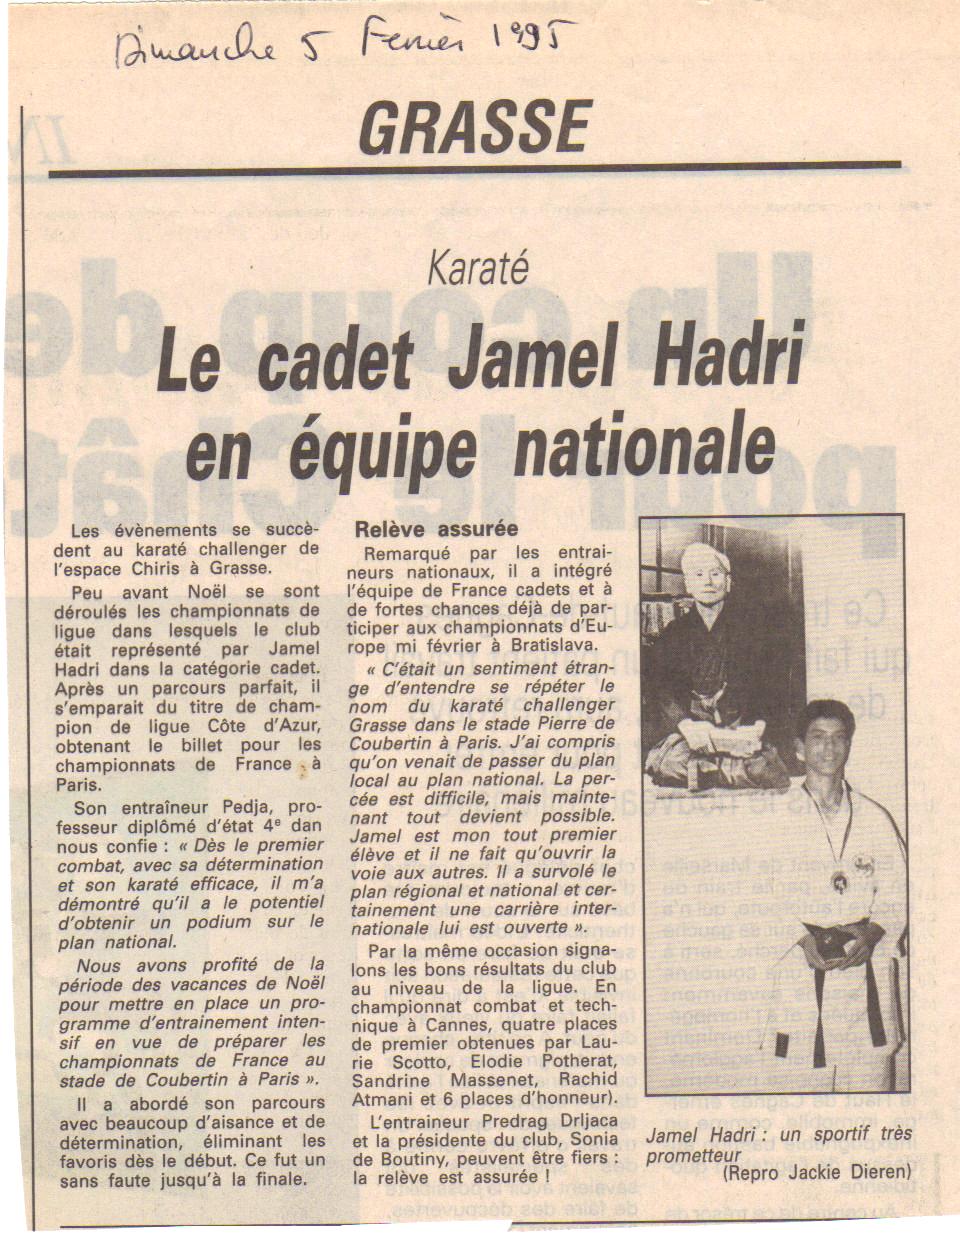 Dimanche 5 Fevrier 1995
GRASSE
Karaté
Le cadet Jamel Hadri
en équipe nationale
Les évènements se succè-
dent au karaté challenger de
l'espace Chiris à Grasse.
Peu avant Noël se sont
déroulés les championnats de
ligue dans lesquels le club
était représenté par Jamel
Hadri dans la catégorie cadet.
Après un parcours parfait, il
s'emparait du titre de cham-
pion de ligue Côte d'Azur,
obtenant le billet pour les
championnats de France à
Paris.
Son entraîneur Pedja, pro-
fesseur diplômé d'état 4e dan
nous confie : « Dès le premier
combat, avec sa détermination
et son karaté efficace, il m'a
démontré qu'il a le potentiel
d'obtenir un podium sur le
plan national.
Nous avons profité de la
période des vacances de Noël
pour mettre en place un pro-
gramme d'entrainement inten-
sif en vue de préparer les
championnats de France au
stade de Coubertin à Paris ».
Il a abordé son parcours
avec beaucoup d'aisance et de
détermination, éliminant les
favoris dès le début. Ce fut un
sans faute jusqu'à la finale.
Relève assurée
Remarqué par les entrai-
neurs nationaux, il a intégré
l'équipe de France cadets et à
de fortes chances déjà de par-
ticiper aux championnats d'Eu-
rope mi février à Bratislava.
« C'était un sentiment étran-
ge d'entendre se répéter le
nom du karaté challenger
Grasse dans le stade Pierre de
Coubertin à Paris. J'ai compris
qu'on venait de passer du plan
local au plan national. La per-
cée est difficile, mais mainte-
nant tout devient possible.
Jamel est mon tout premier
élève et il ne fait qu'ouvrir la
voie aux autres. Il a survolé le
plan régional et national et cer-
tainement une carrière inter-
nationale lui est ouverte ».
Par la même occasion signa-
lons les bons résultats du club
au niveau de la ligue. En
championnat combat et tech-
nique à Cannes, quatre places
de premier obtenues par Lau-
rie Scotto, Elodie Potherat,
Sandrine Massenet, Rachid
Atmani et 6 places d'honneur).
L'entraineur Predrag Drljaca
et la présidente du club, Sonia
de Boutiny, peuvent être fiers :
la relève est assurée !
Jamel Hadri : un sportif très
prometteur
(Repro Jackie Dieren)